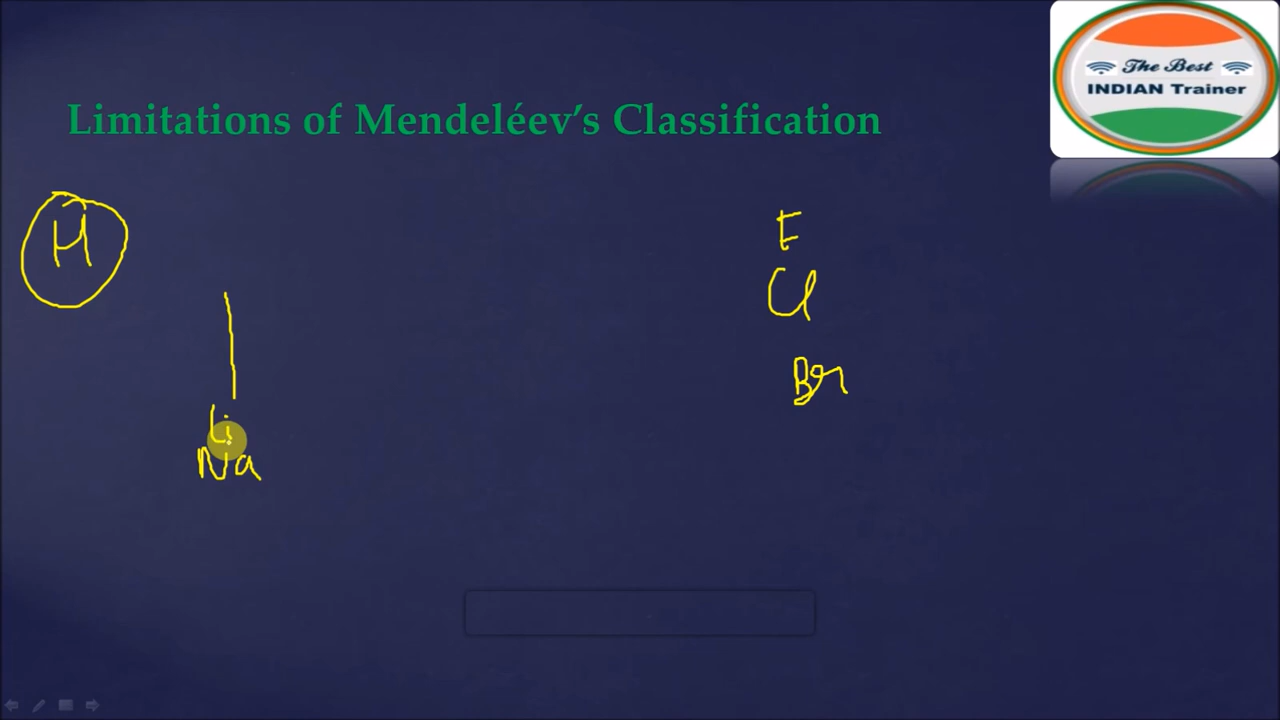 The Best
INDIAN Trainer
Limitations of Mendeléev's Classification
H
F
Cl
Br
Li
Na